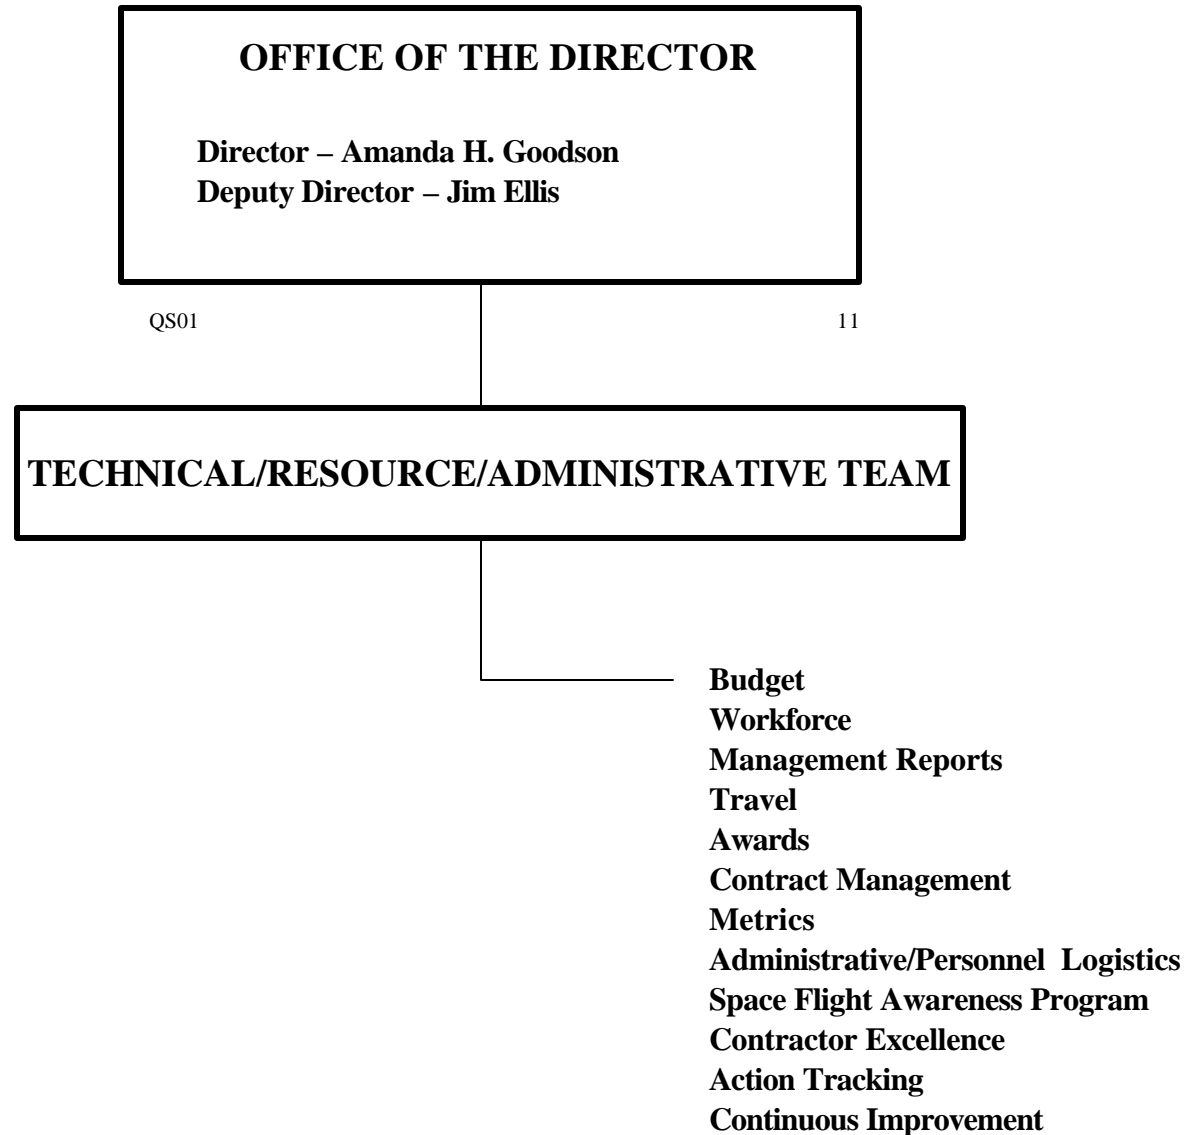 OFFICE OF THE DIRECTOR
Director – Amanda H. Goodson
Deputy Director – Jim Ellis
QS01 11
TECHNICAL/RESOURCE/ADMINISTRATIVE TEAM
Budget
Workforce
Management Reports
Travel
Awards
Contract Management
Metrics
Administrative/Personnel Logistics
Space Flight Awareness Program
Contractor Excellence
Action Tracking
Continuous Improvement